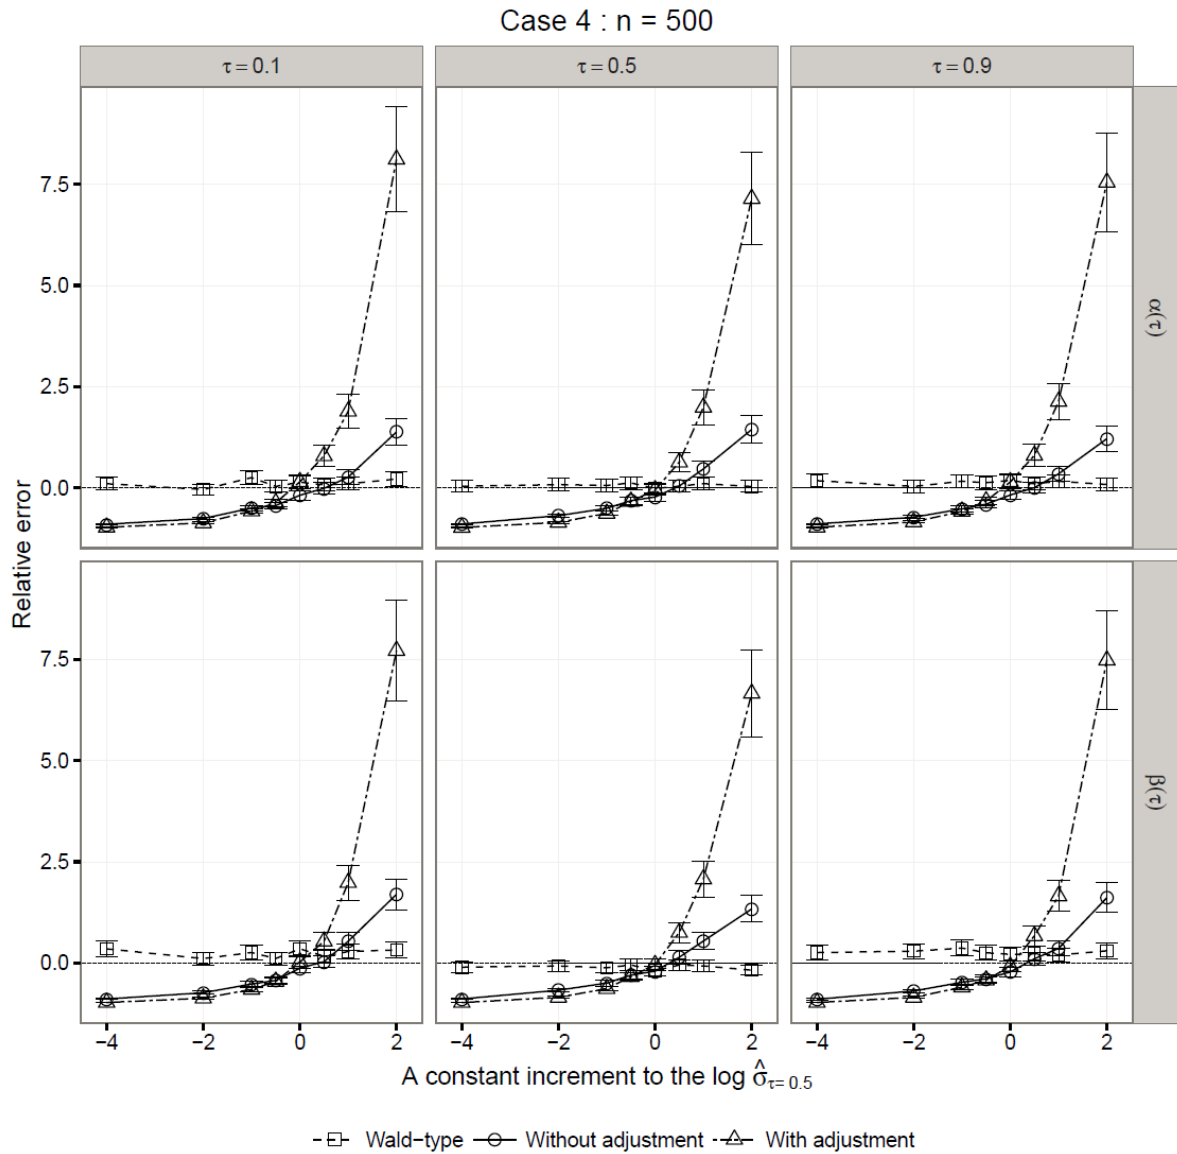 Case 4 : n = 500
τ = 0.1
τ = 0.5
τ = 0.9
Relative error
7.5
5.0
2.5
0.0
α(τ)
7.5
5.0
2.5
0.0
β(τ)
−4 −2 0 2
−4 −2 0 2
−4 −2 0 2
A constant increment to the log σ̂τ= 0.5
Wald−type Without adjustment With adjustment